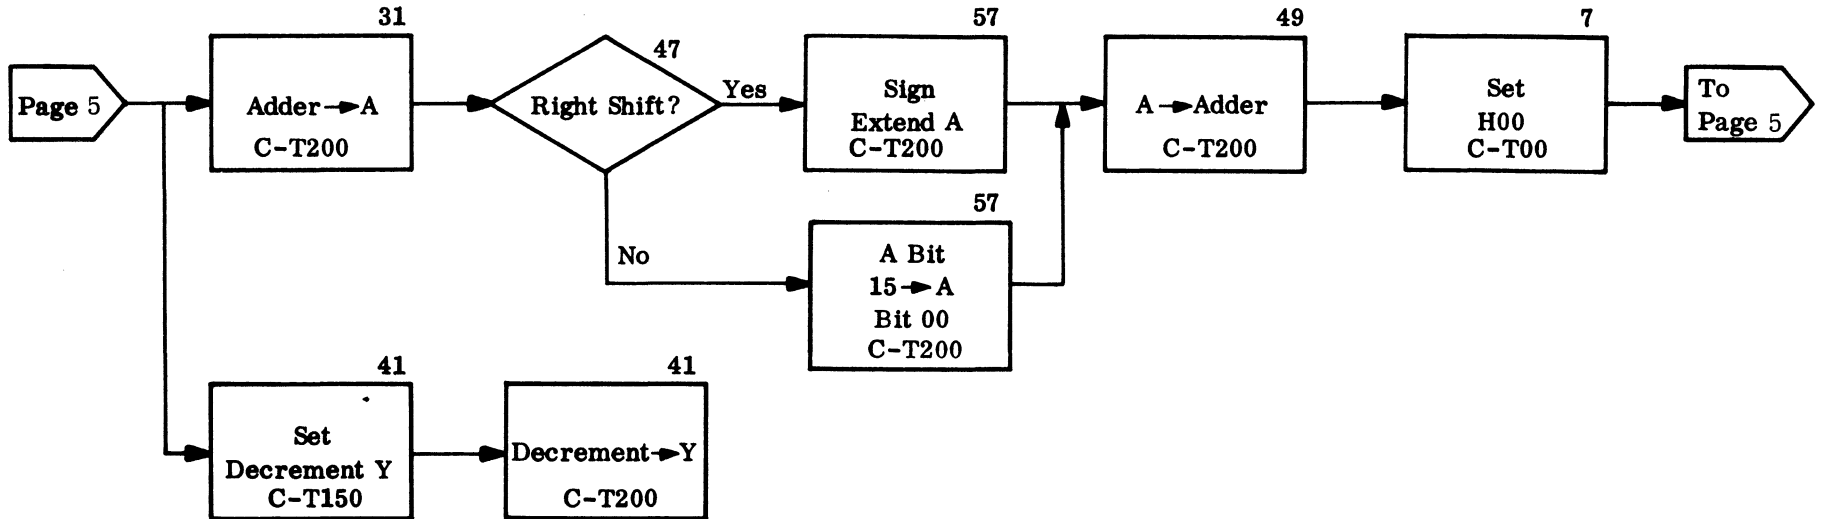 Page 5
31
Adder→A
C-T200
47
Right Shift?
Yes
No
57
Sign
Extend A
C-T200
57
A Bit
15→A
Bit 00
C-T200
49
A→Adder
C-T200
7
Set
H00
C-T00
To
Page 5
41
Set
Decrement Y
C-T150
41
Decrement→Y
C-T200